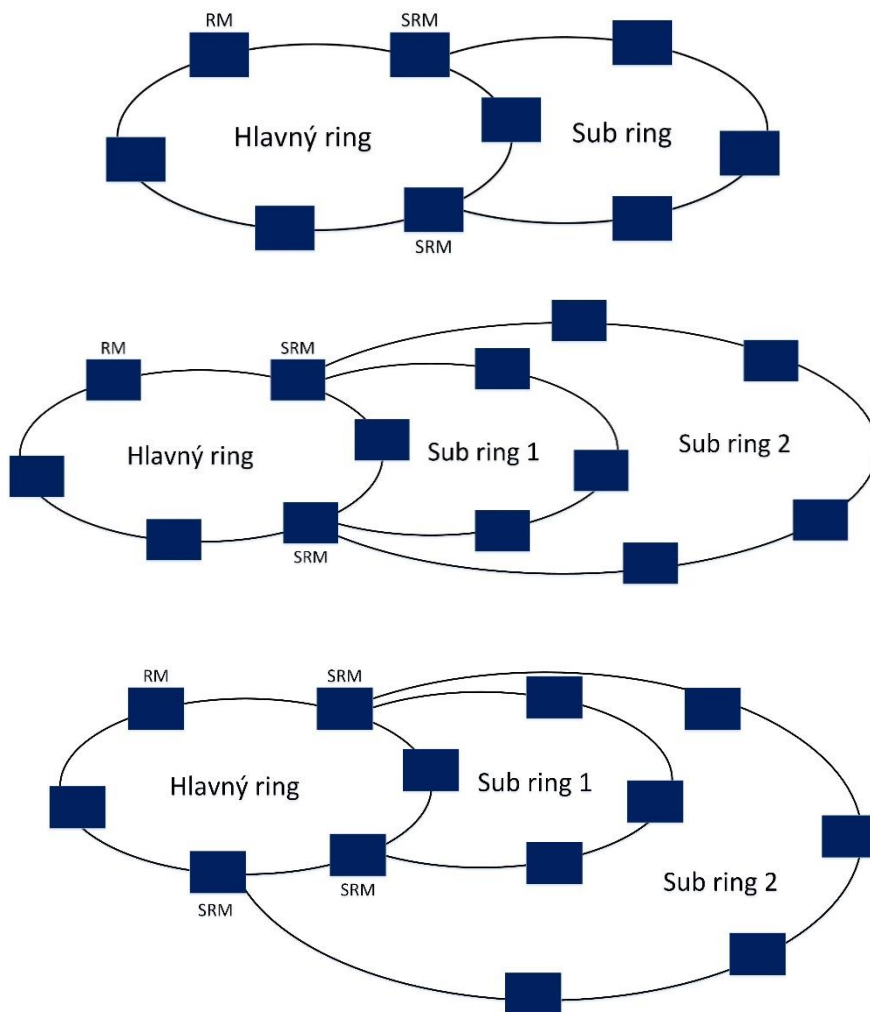 RM
SRM
Hlavný ring
Sub ring
SRM
RM
SRM
Hlavný ring
Sub ring 1
Sub ring 2
SRM
RM
SRM
Hlavný ring
Sub ring 1
Sub ring 2
SRM
SRM